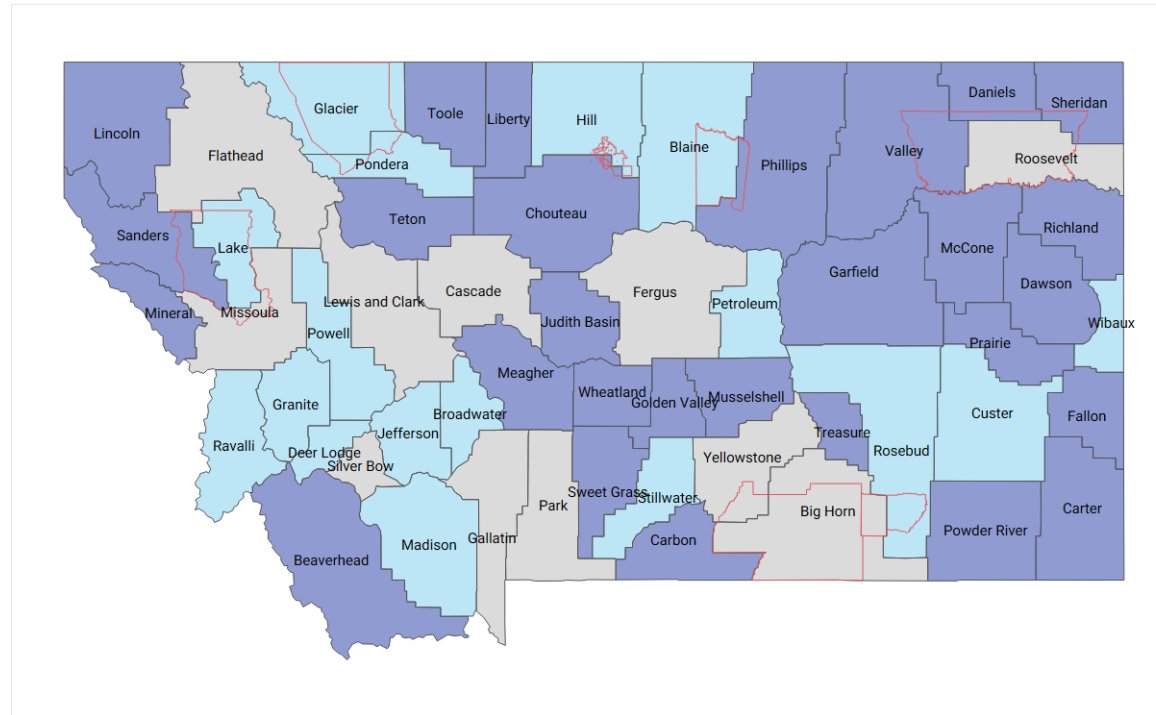 Daniels
Sheridan
Glacier
Toole
Liberty
Hill
Lincoln
Blaine
Valley
Flathead
Roosevelt
Pondera
Phillips
Chouteau
Teton
Richland
Sanders
Lake
McCone
Garfield
Dawson
Cascade
Fergus
Lewis and Clark
Petroleum
Mineral
Missoula
Judith Basin
Wibaux
Powell
Prairie
Meagher
Wheatland
Golden Valley
Musselshell
Granite
Broadwater
Custer
Fallon
Jefferson
Treasure
Ravalli
Deer Lodge
Rosebud
Silver Bow
Yellowstone
Sweet Grass
Stillwater
Park
Big Horn
Carter
Powder River
Gallatin
Carbon
Madison
Beaverhead